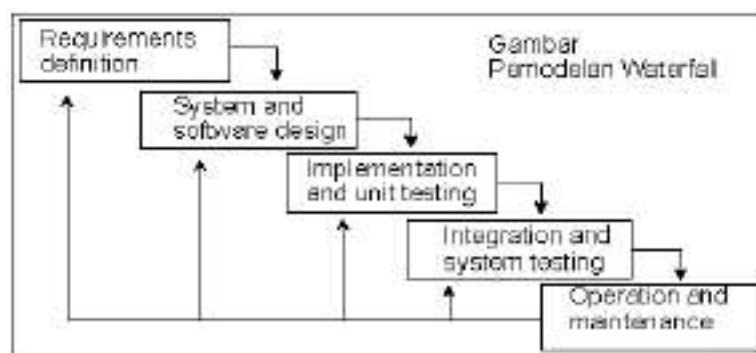 Requirements
definition
Gambar
Pemodelan Waterfall
System and
software design
Implementation
and unit testing
Integration and
system testing
Operation and
maintenance